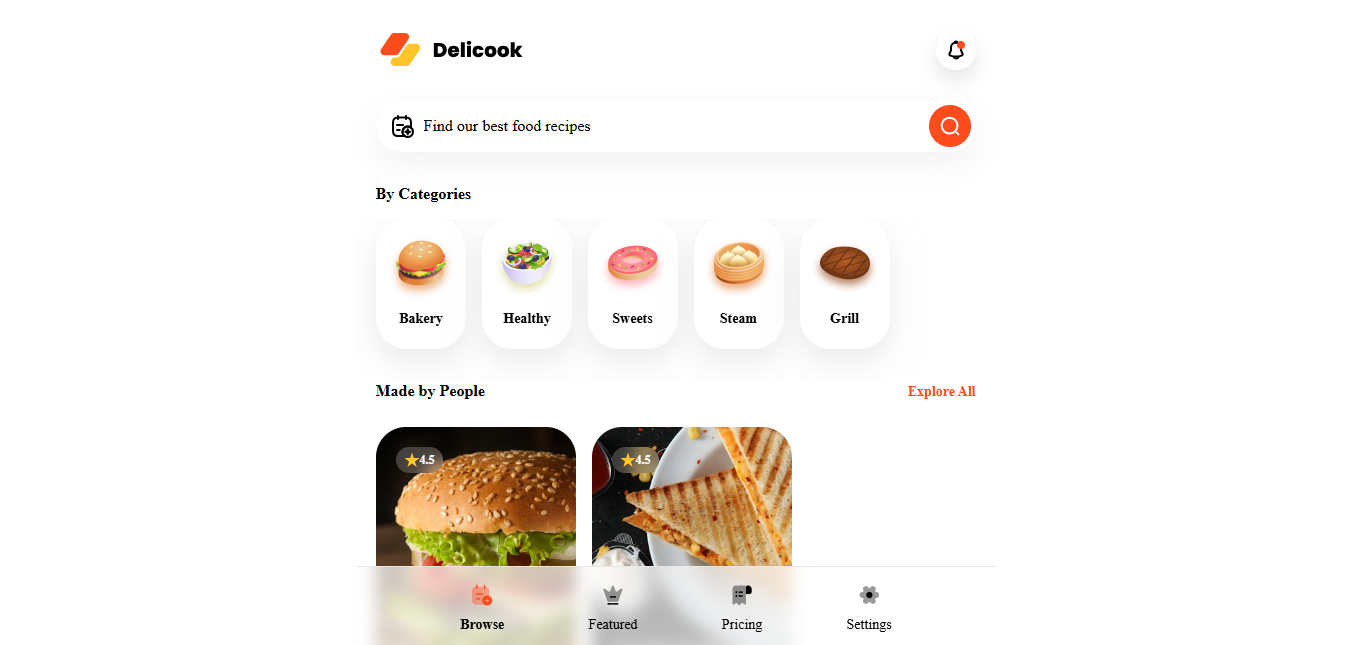 Delicook
Find our best food recipes
By Categories
Bakery
Healthy
Sweets
Steam
Grill
Made by People
Explore All
4.5
4.5
Browse
Featured
Pricing
Settings